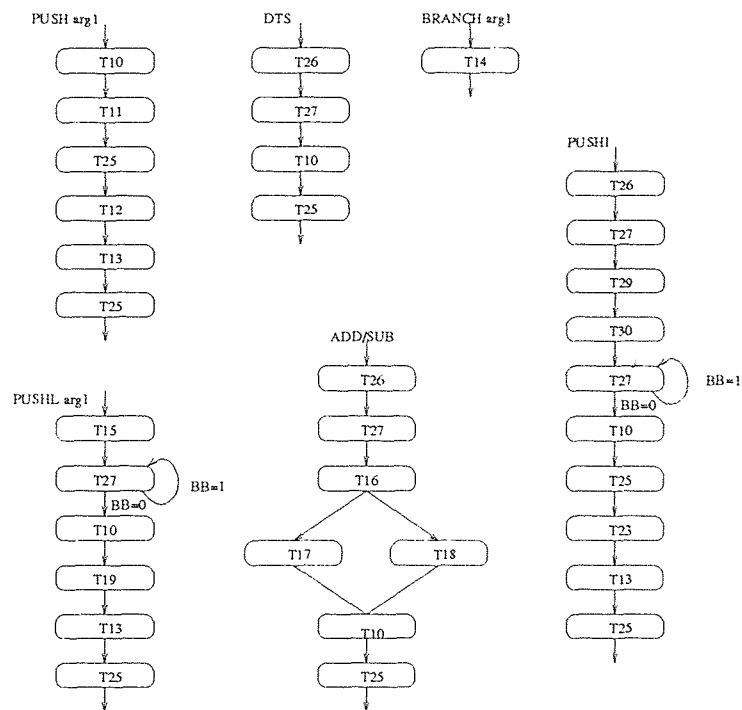 PUSH arg1
T10
T11
T25
T12
T13
T25
DTS
T26
T27
T10
T25
BRANCH arg1
T14
PUSHI
T26
T27
T29
T30
T27
BB=1
BB=0
T10
T25
T23
T13
T25
PUSHL arg1
T15
T27
BB=1
BB=0
T10
T19
T13
T25
ADD/SUB
T26
T27
T16
T17
T18
T10
T25